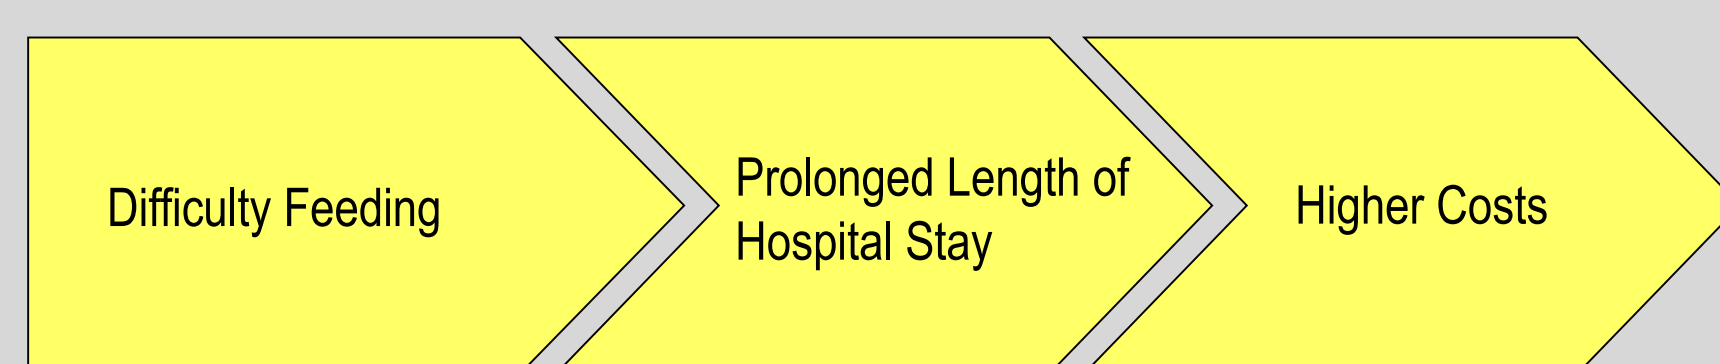 Difficulty Feeding
Prolonged Length of
Hospital Stay
Higher Costs